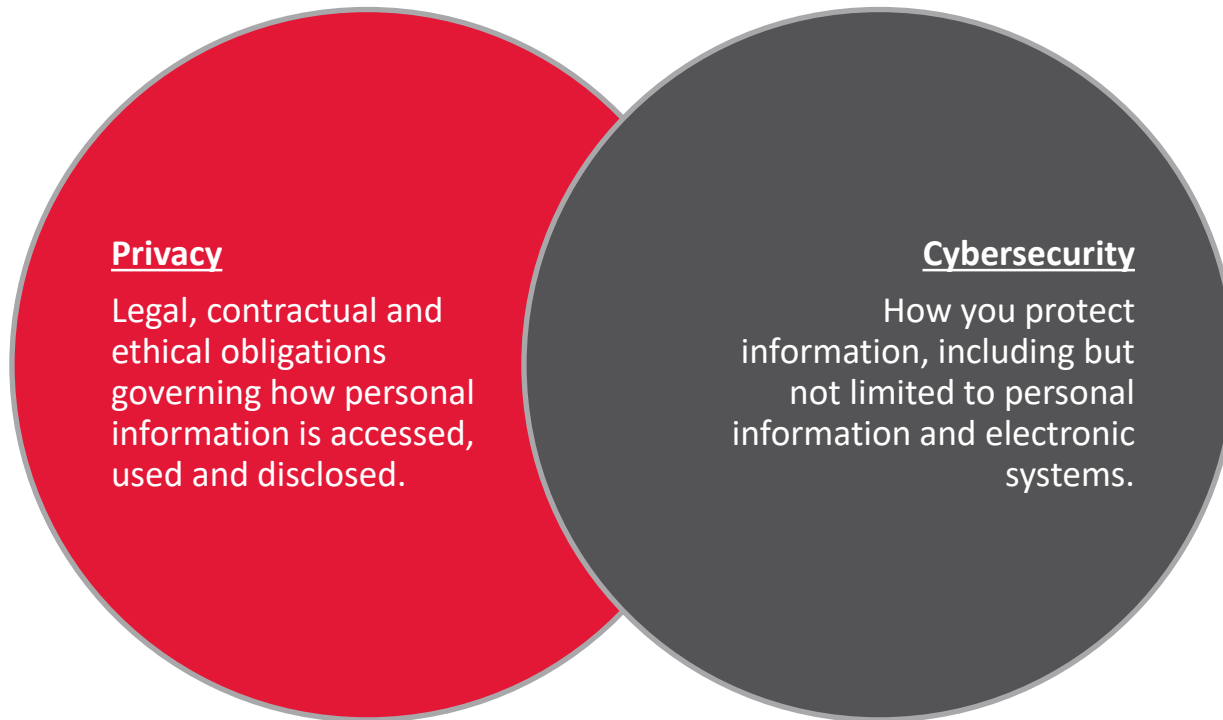 Privacy
Legal, contractual and
ethical obligations
governing how personal
information is accessed,
used and disclosed.
Cybersecurity
How you protect
information, including but
not limited to personal
information and electronic
systems.